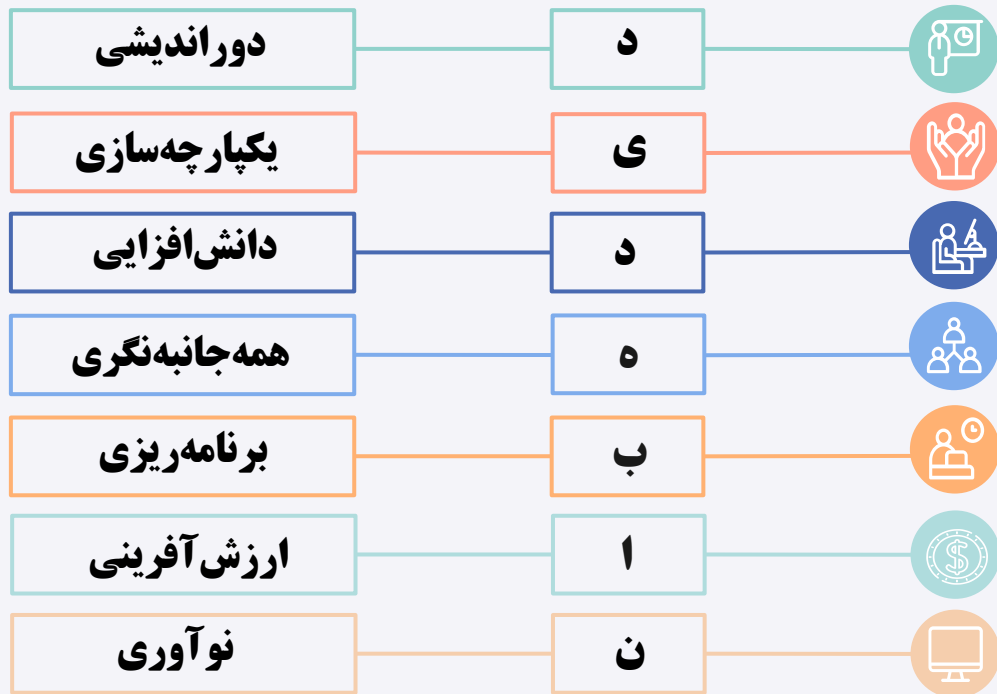 د دوراندیشی
ی یکپارچه‌سازی
د دانش‌افزایی
ه همه‌جانبه‌نگری
ب برنامه‌ریزی
ا ارزش‌آفرینی
ن نوآوری